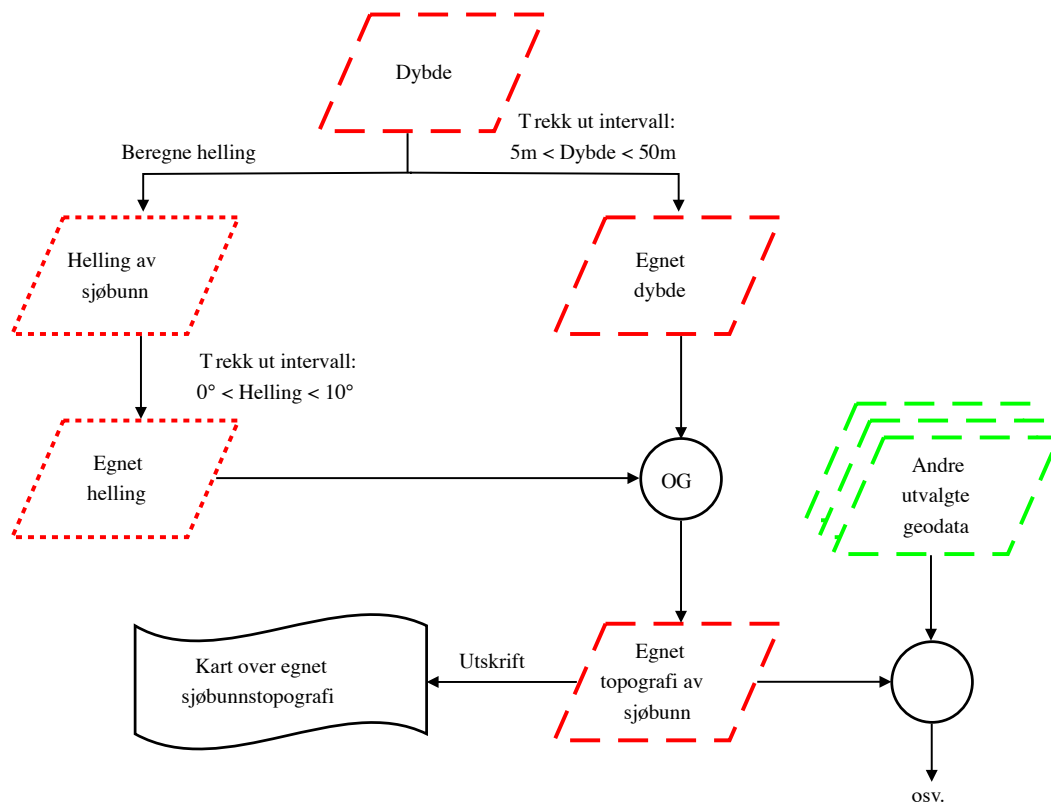 Dybde
Trekk ut intervall:
5m < Dybde < 50m
Beregne helling
Helling av
sjøbunn
Egnet
dybde
Trekk ut intervall:
0° < Helling < 10°
Egnet
helling
OG
Andre
utvalgte
geodata
Kart over egnet
sjøbunnstopografi
Utskrift
Egnet
topografi av
sjøbunn
osv.